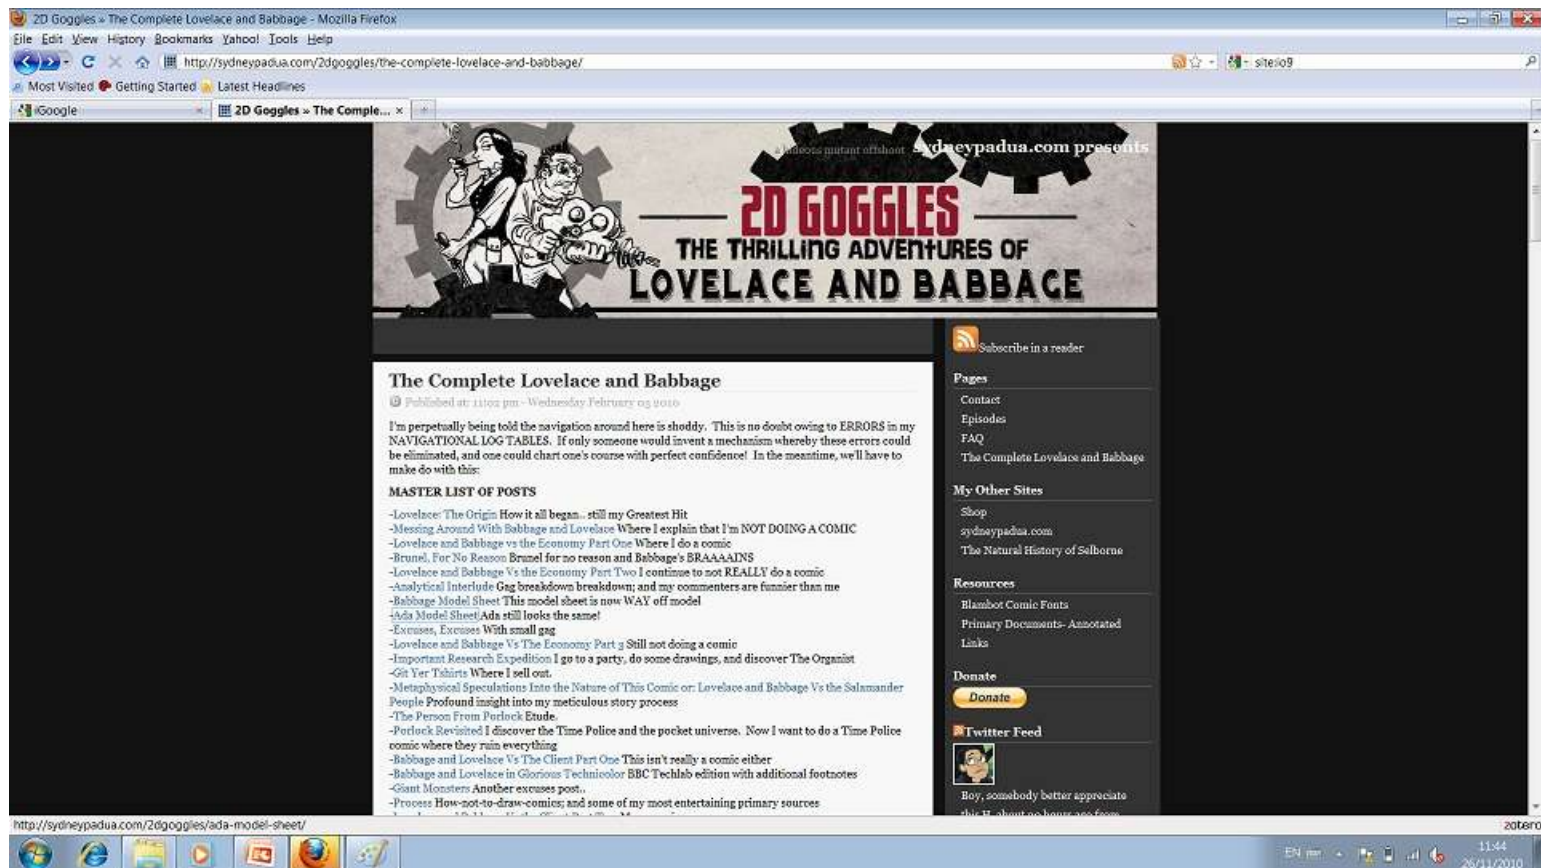 2D Goggles » The Complete Lovelace and Babbage - Mozilla Firefox
File Edit View History Bookmarks Yahoo! Tools Help
http://sydneypadua.com/2dgoggles/the-complete-lovelace-and-babbage/
site:io9
Most Visited Getting Started Latest Headlines
iGoogle
2D Goggles » The Comple...
a hideous mutant offshoot sydneypadua.com presents
2D GOGGLES
THE THRILLING ADVENTURES OF
LOVELACE AND BABBAGE
The Complete Lovelace and Babbage
Published at: 11:02 pm - Wednesday February 03 2010
I'm perpetually being told the navigation around here is shoddy. This is no doubt owing to ERRORS in my
NAVIGATIONAL LOG TABLES. If only someone would invent a mechanism whereby these errors could
be eliminated, and one could chart one's course with perfect confidence! In the meantime, we'll have to
make do with this:
MASTER LIST OF POSTS
-Lovelace: The Origin How it all began.. still my Greatest Hit
-Messing Around With Babbage and Lovelace Where I explain that I'm NOT DOING A COMIC
-Lovelace and Babbage vs the Economy Part One Where I do a comic
-Brunel, For No Reason Brunel for no reason and Babbage's BRAAAAINS
-Lovelace and Babbage Vs the Economy Part Two I continue to not REALLY do a comic
-Analytical Interlude Gag breakdown breakdown; and my commenters are funnier than me
-Babbage Model Sheet This model sheet is now WAY off model
-Ada Model Sheet Ada still looks the same!
-Excuses, Excuses With small gag
-Lovelace and Babbage Vs The Economy Part 3 Still not doing a comic
-Important Research Expedition I go to a party, do some drawings, and discover The Organist
-Git Yer Tshirts Where I sell out.
-Metaphysical Speculations Into the Nature of This Comic or: Lovelace and Babbage Vs the Salamander
People Profound insight into my meticulous story process
-The Person From Porlock Etude.
-Porlock Revisited I discover the Time Police and the pocket universe. Now I want to do a Time Police
comic where they ruin everything
-Babbage and Lovelace Vs The Client Part One This isn't really a comic either
-Babbage and Lovelace in Glorious Technicolor BBC Techlab edition with additional footnotes
-Giant Monsters Another excuses post..
-Process How-not-to-draw-comics; and some of my most entertaining primary sources
Subscribe in a reader
Pages
Contact
Episodes
FAQ
The Complete Lovelace and Babbage
My Other Sites
Shop
sydneypadua.com
The Natural History of Selborne
Resources
Blambot Comic Fonts
Primary Documents- Annotated
Links
Donate
Donate
Twitter Feed
Boy, somebody better appreciate
http://sydneypadua.com/2dgoggles/ada-model-sheet/
zotero
EN
11:44
26/11/2010